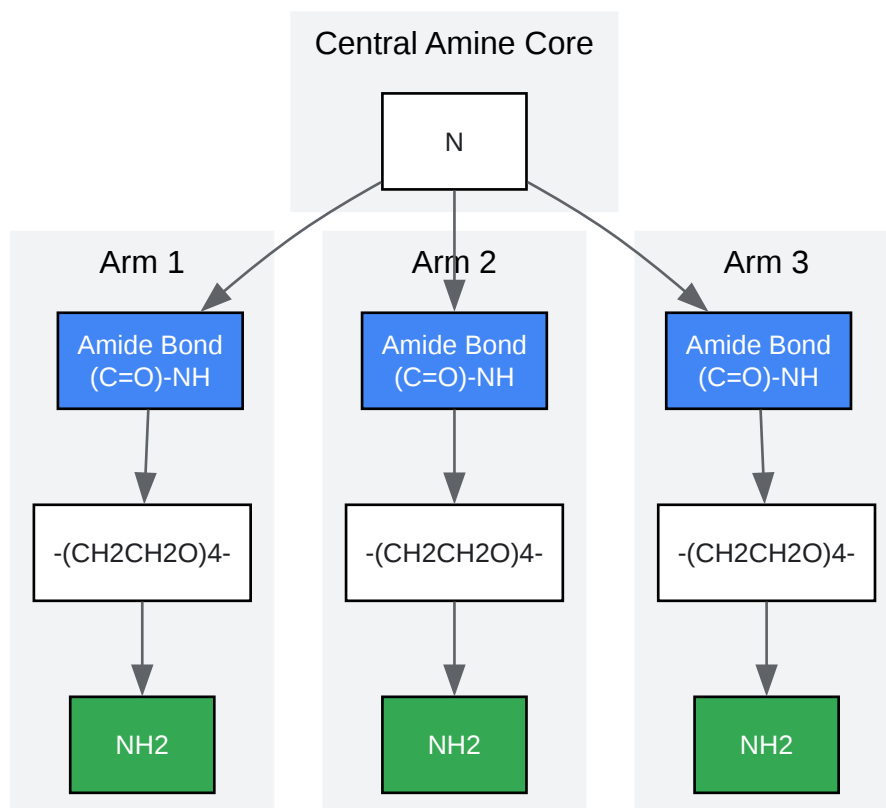 Central Amine Core
N
Arm 1
Arm 2
Arm 3
Amide Bond
(C=O)-NH
Amide Bond
(C=O)-NH
Amide Bond
(C=O)-NH
-(CH2CH2O)4-
-(CH2CH2O)4-
-(CH2CH2O)4-
NH2
NH2
NH2